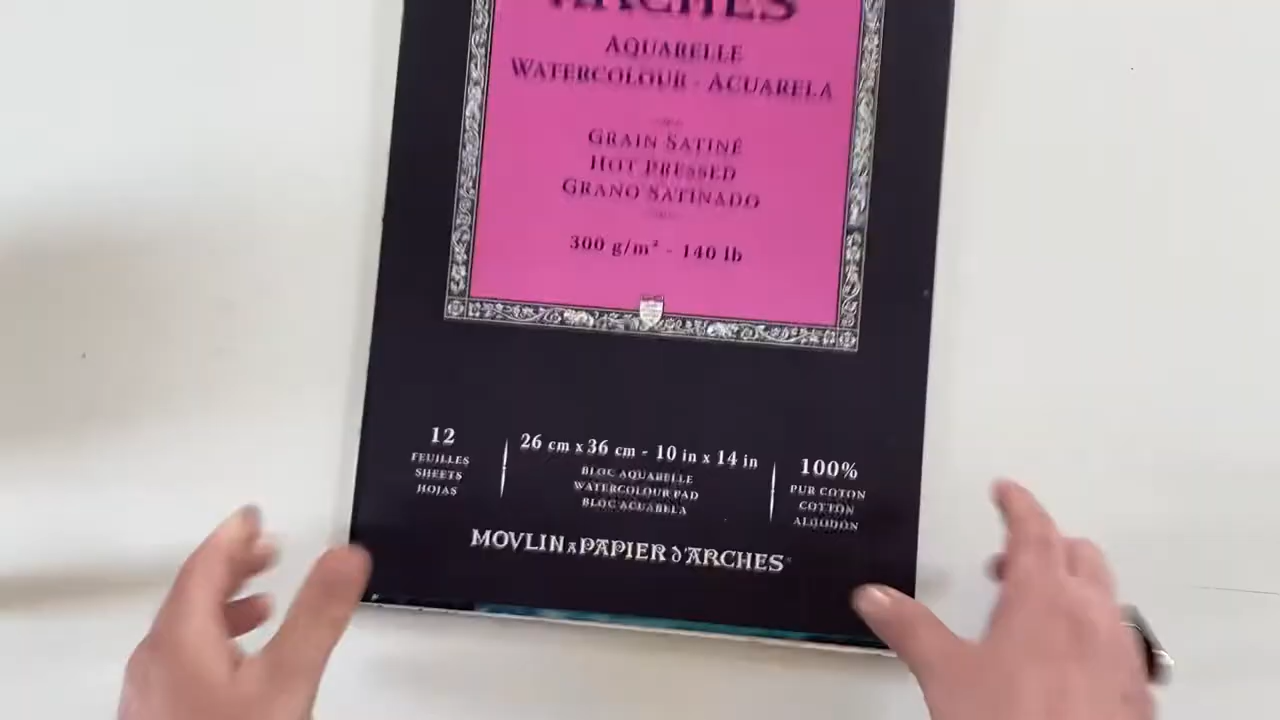 ARCHES
AQUARELLE
WATERCOLOUR - ACUARELA
GRAIN SATINÉ
HOT PRESSED
GRANO SATINADO
300 g/m² - 140 lb
12
FEUILLES
SHEETS
HOJAS
26 cm x 36 cm - 10 in x 14 in
BLOC AQUARELLE
WATERCOLOUR PAD
BLOC ACUARELA
100%
PUR COTON
COTTON
ALGODÓN
MOVLIN A PAPIER d'ARCHES